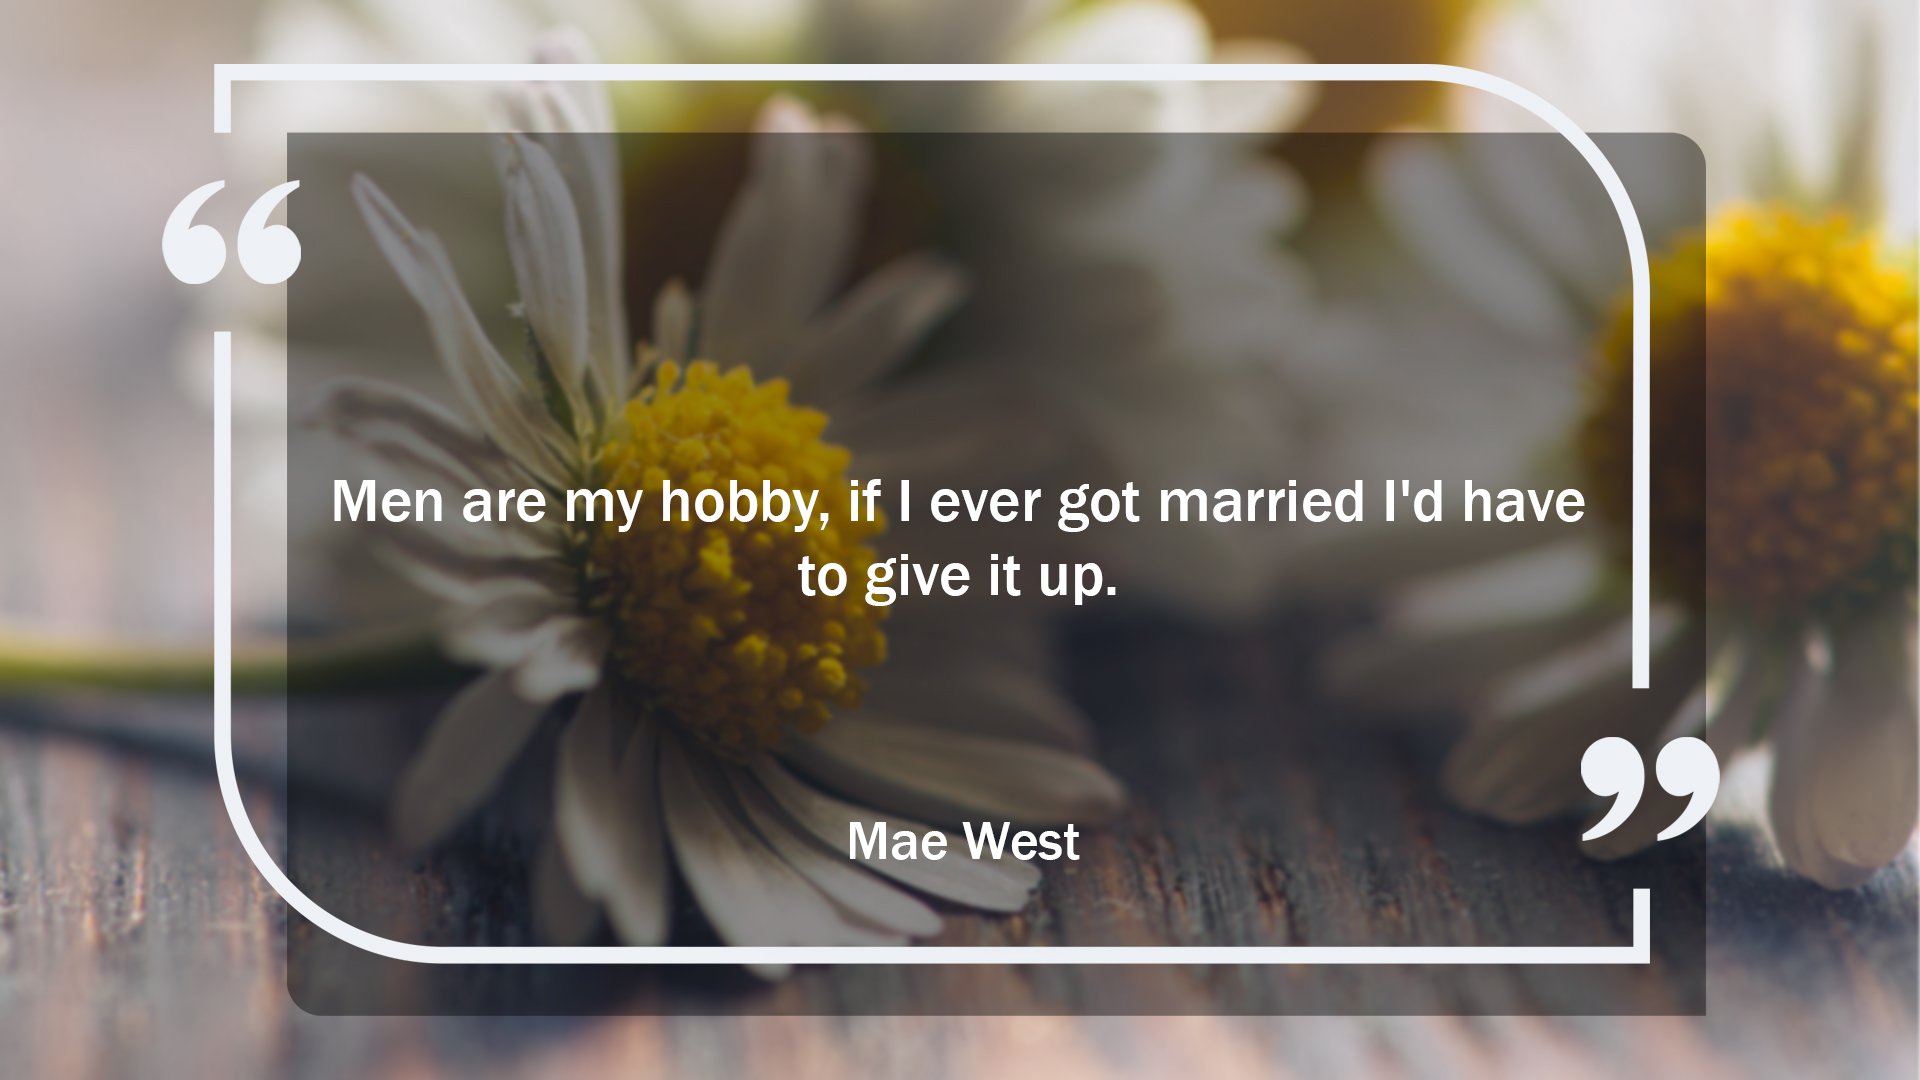 “
Men are my hobby, if I ever got married I'd have
to give it up.
Mae West
”